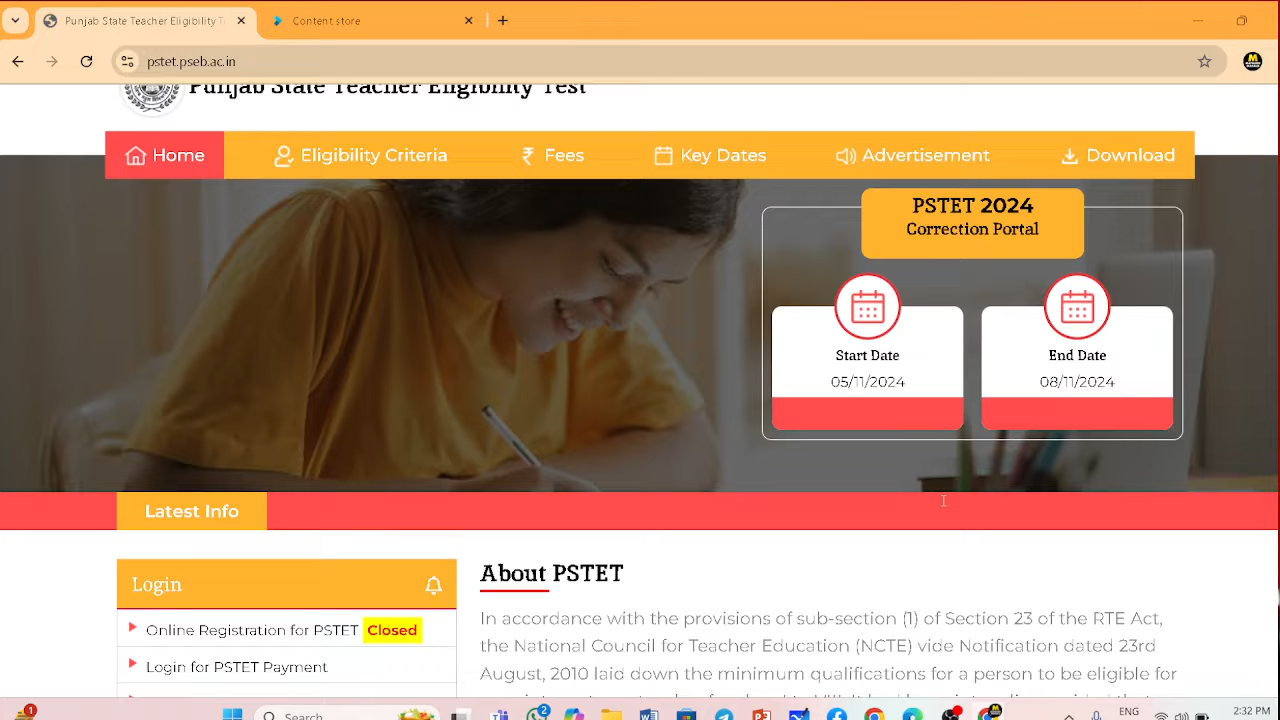 Punjab State Teacher Eligibility T
Content store
pstet.pseb.ac.in
Punjab State Teacher Eligibility Test
Home
Eligibility Criteria
Fees
Key Dates
Advertisement
Download
PSTET 2024
Correction Portal
Start Date
05/11/2024
End Date
08/11/2024
Latest Info
Login
Online Registration for PSTET Closed
Login for PSTET Payment
About PSTET
In accordance with the provisions of sub-section (1) of Section 23 of the RTE Act,
the National Council for Teacher Education (NCTE) vide Notification dated 23rd
August, 2010 laid down the minimum qualifications for a person to be eligible for
1
Search
2
ENG
2:32 PM